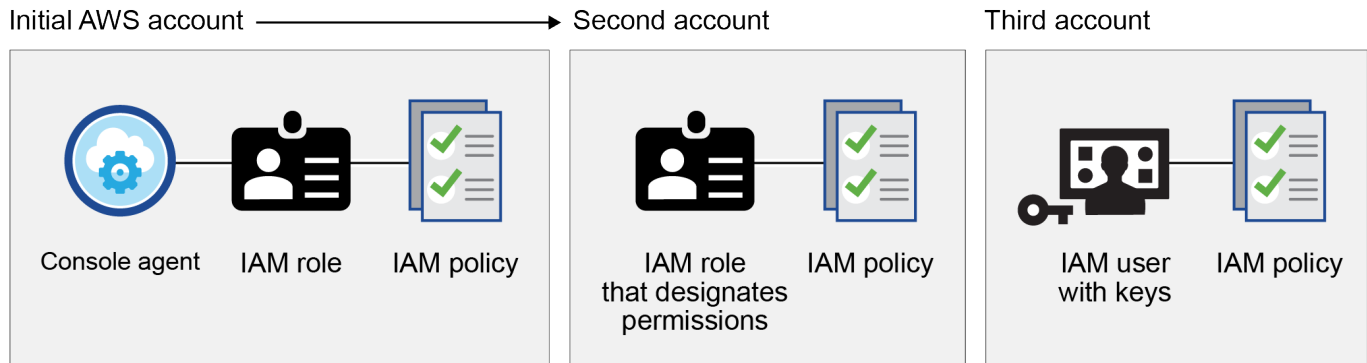 Initial AWS account
Second account
Third account
Console agent
IAM role
IAM policy
IAM role
that designates
permissions
IAM policy
IAM user
with keys
IAM policy